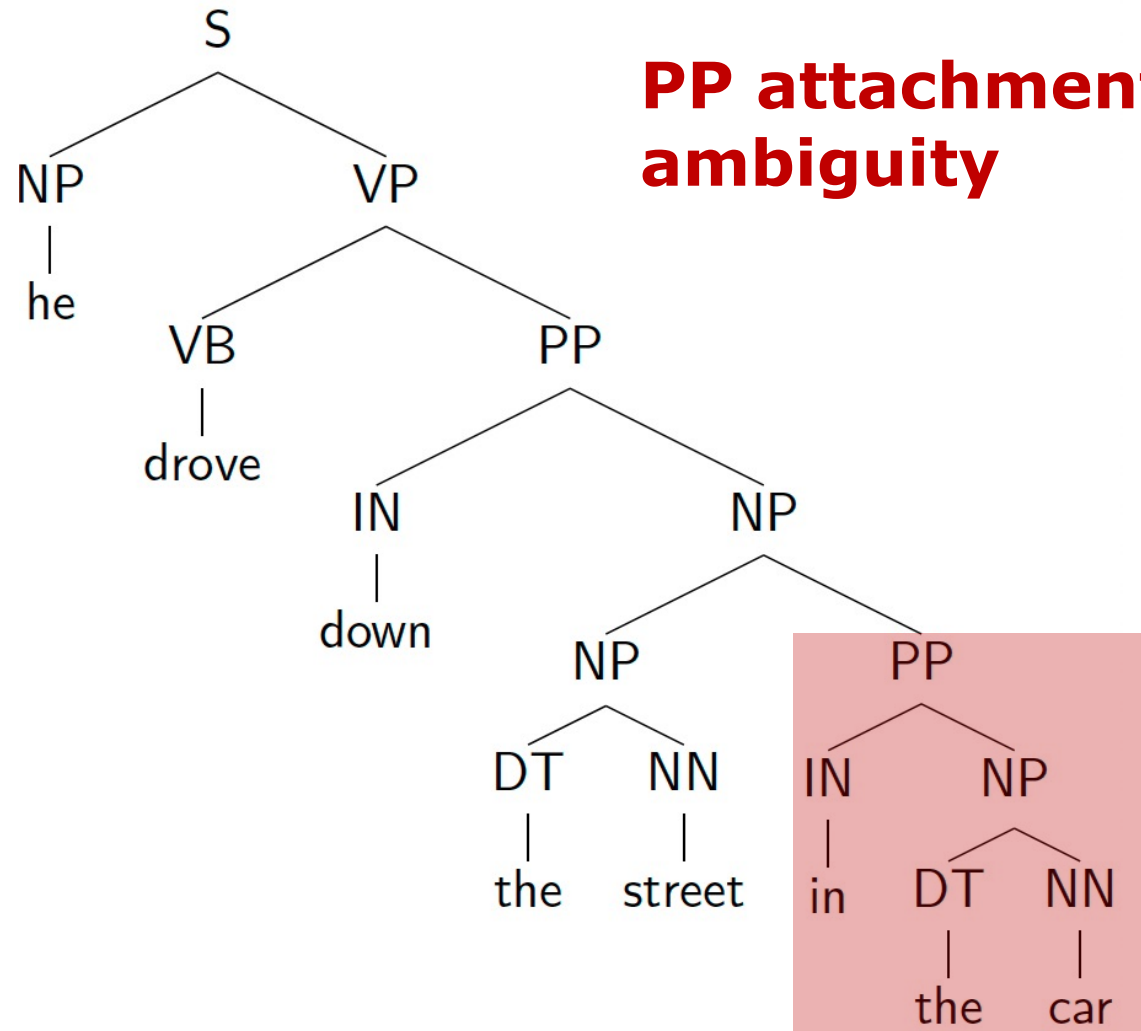 S
PP attachment
ambiguity
NP VP
he
VB PP
drove
IN NP
down
NP PP
DT NN IN NP
the street in DT NN
the car